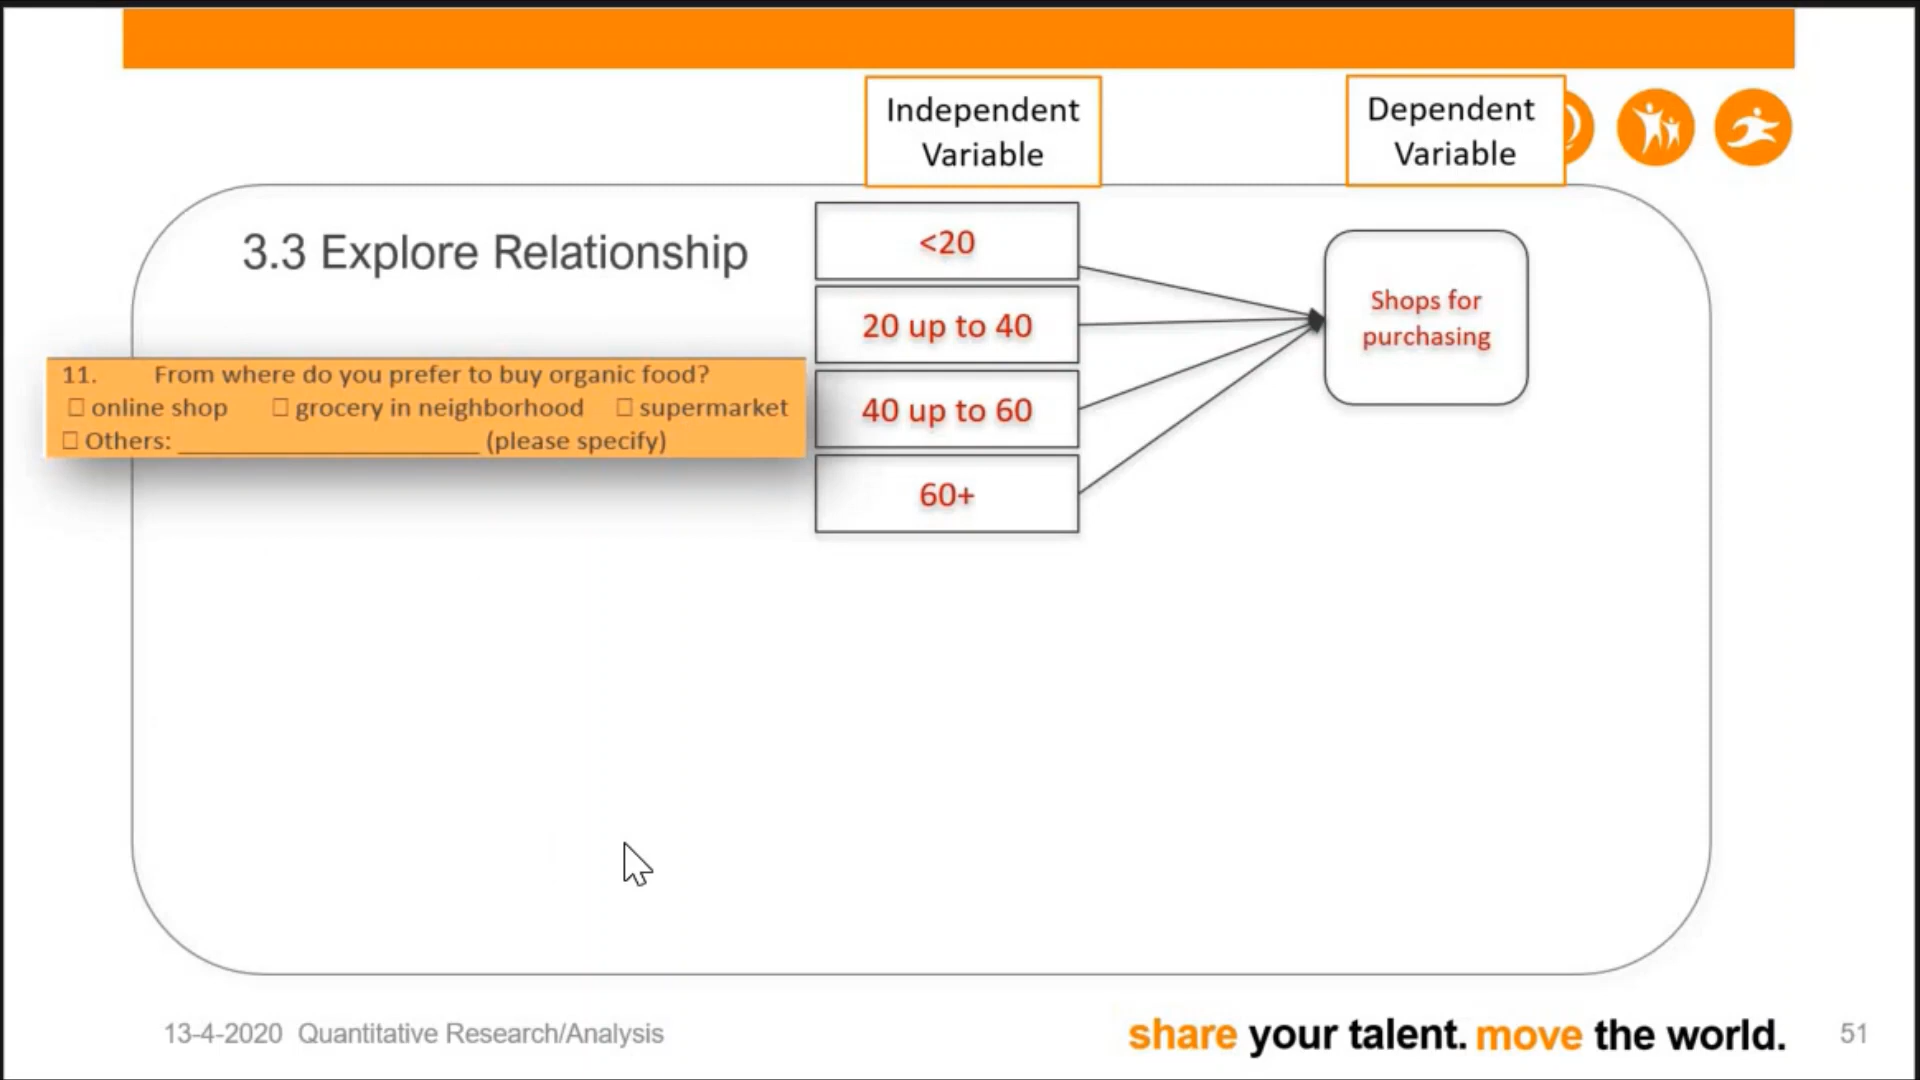 Independent
Variable
Dependent
Variable
3.3 Explore Relationship
<20
20 up to 40
40 up to 60
60+
Shops for
purchasing
11. From where do you prefer to buy organic food?
□ online shop □ grocery in neighborhood □ supermarket
□ Others: ______________________ (please specify)
13-4-2020 Quantitative Research/Analysis
share your talent. move the world.
51